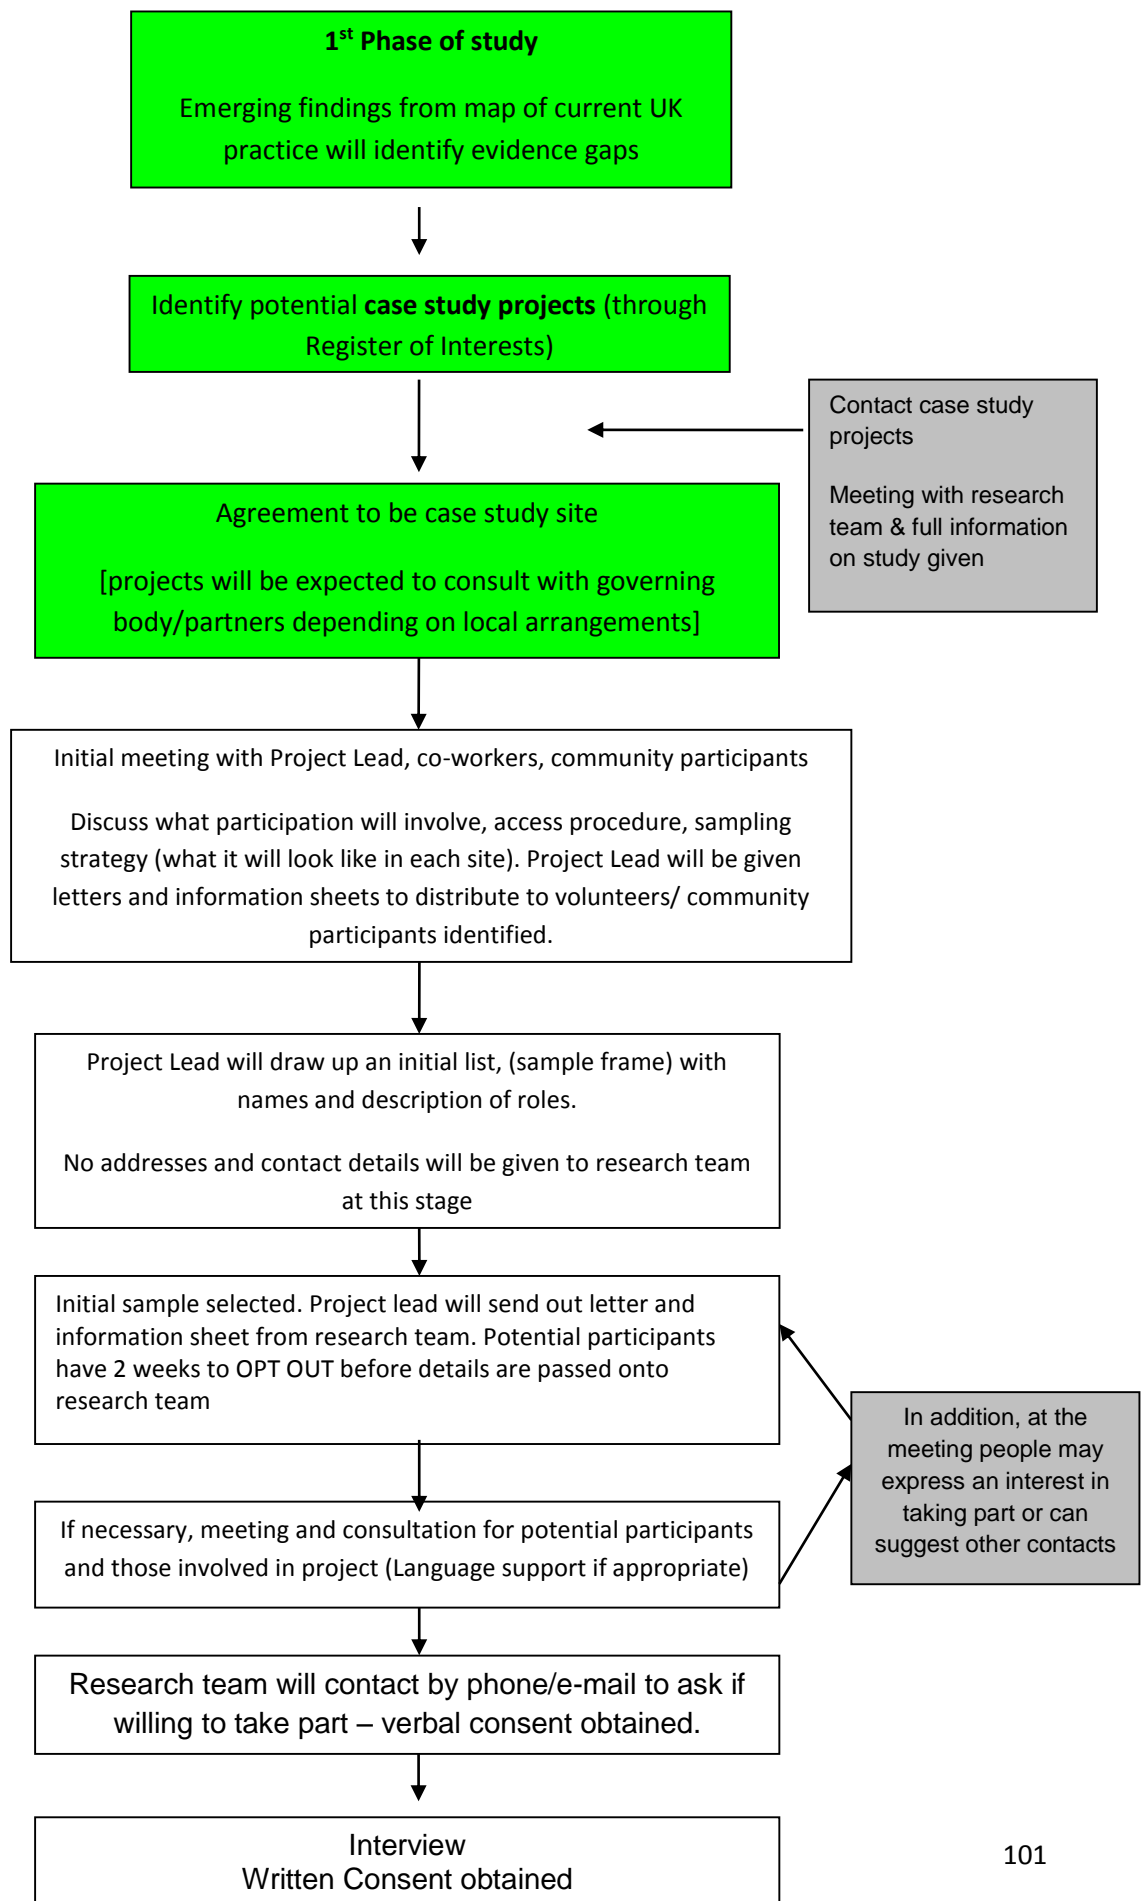 1st Phase of study
Emerging findings from map of current UK
practice will identify evidence gaps
Identify potential case study projects (through
Register of Interests)
Contact case study
projects
Meeting with research
team & full information
on study given
Agreement to be case study site
[projects will be expected to consult with governing
body/partners depending on local arrangements]
Initial meeting with Project Lead, co-workers, community participants
Discuss what participation will involve, access procedure, sampling
strategy (what it will look like in each site). Project Lead will be given
letters and information sheets to distribute to volunteers/ community
participants identified.
Project Lead will draw up an initial list, (sample frame) with
names and description of roles.
No addresses and contact details will be given to research team
at this stage
Initial sample selected. Project lead will send out letter and
information sheet from research team. Potential participants
have 2 weeks to OPT OUT before details are passed onto
research team
In addition, at the
meeting people may
express an interest in
taking part or can
suggest other contacts
If necessary, meeting and consultation for potential participants
and those involved in project (Language support if appropriate)
Research team will contact by phone/e-mail to ask if
willing to take part – verbal consent obtained.
Interview
Written Consent obtained
101